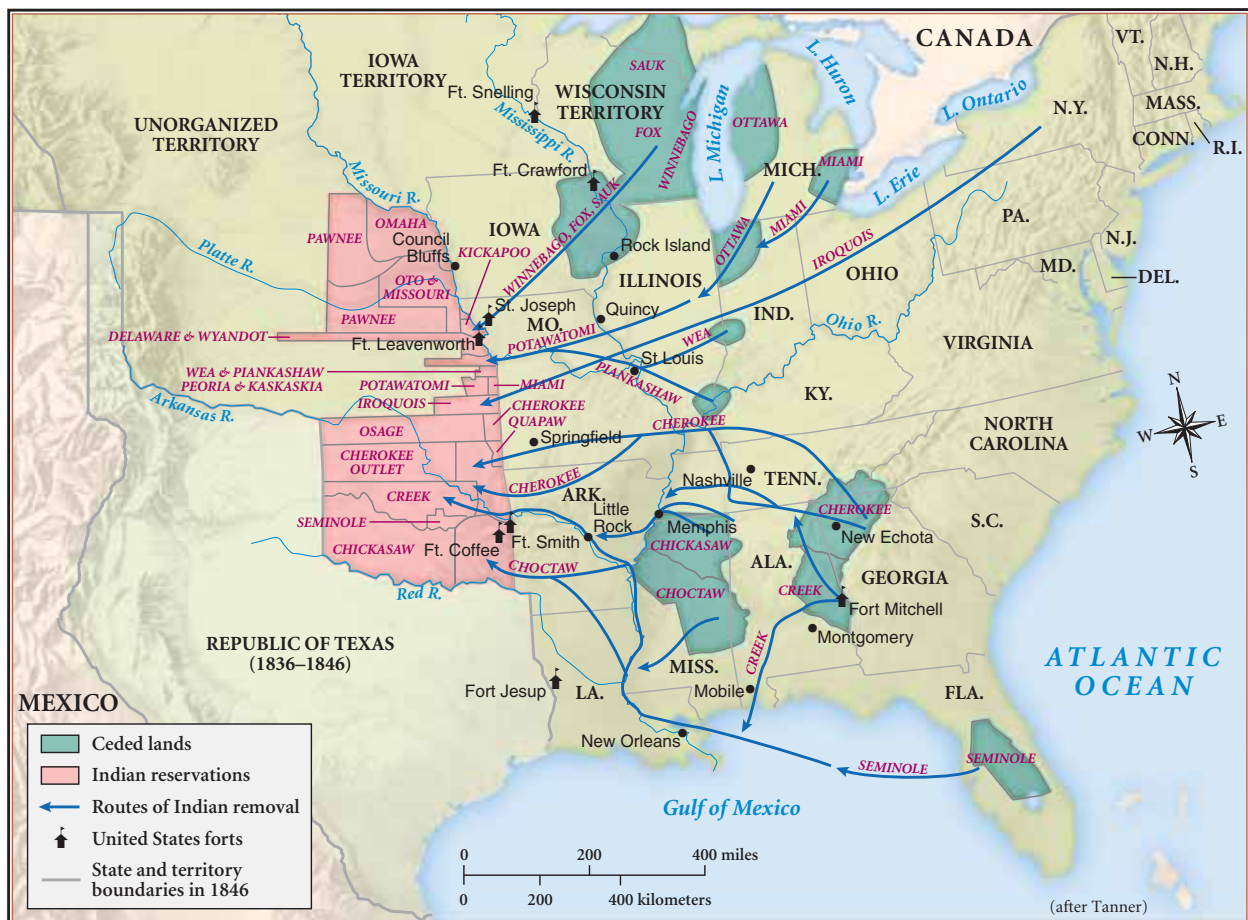 CANADA
VT.
N.H.
MASS.
CONN.
R.I.
N.Y.
L. Ontario
L. Huron
L. Erie
L. Michigan
IOWA
TERRITORY
Ft. Snelling
SAUK
WISCONSIN
TERRITORY
FOX
WINNEBAGO
OTTAWA
MICH.
MIAMI
UNORGANIZED
TERRITORY
Mississippi R.
Ft. Crawford
Missouri R.
PAWNEE
OMAHA
Council
Bluffs
IOWA
KICKAPOO
WINNEBAGO, FOX, SAUK
Rock Island
OTTAWA
MIAMI
IROQUOIS
PA.
N.J.
MD.
DEL.
Platte R.
OTO &
MISSOURI
ILLINOIS
OHIO
St. Joseph
PAWNEE
MO.
Quincy
IND.
Ohio R.
DELAWARE & WYANDOT
Ft. Leavenworth
POTAWATOMI
WEA
VIRGINIA
WEA & PIANKASHAW
PEORIA & KASKASKIA
St Louis
PIANKASHAW
POTAWATOMI
MIAMI
KY.
Arkansas R.
IROQUOIS
CHEROKEE
QUAPAW
CHEROKEE
NORTH
CAROLINA
N
W
E
S
OSAGE
Springfield
CHEROKEE
OUTLET
CHEROKEE
Nashville
TENN.
CREEK
ARK.
Little
Rock
Memphis
CHEROKEE
New Echota
S.C.
SEMINOLE
Ft. Coffee
Ft. Smith
CHICKASAW
CHICKASAW
ALA.
GEORGIA
CHOCTAW
CHOCTAW
CREEK
Fort Mitchell
Red R.
Montgomery
REPUBLIC OF TEXAS
(1836–1846)
MISS.
CREEK
ATLANTIC
OCEAN
Fort Jesup
LA.
Mobile
FLA.
MEXICO
New Orleans
SEMINOLE
SEMINOLE
Gulf of Mexico
Ceded lands
Indian reservations
Routes of Indian removal
United States forts
State and territory
boundaries in 1846
0 200 400 miles
0 200 400 kilometers
(after Tanner)